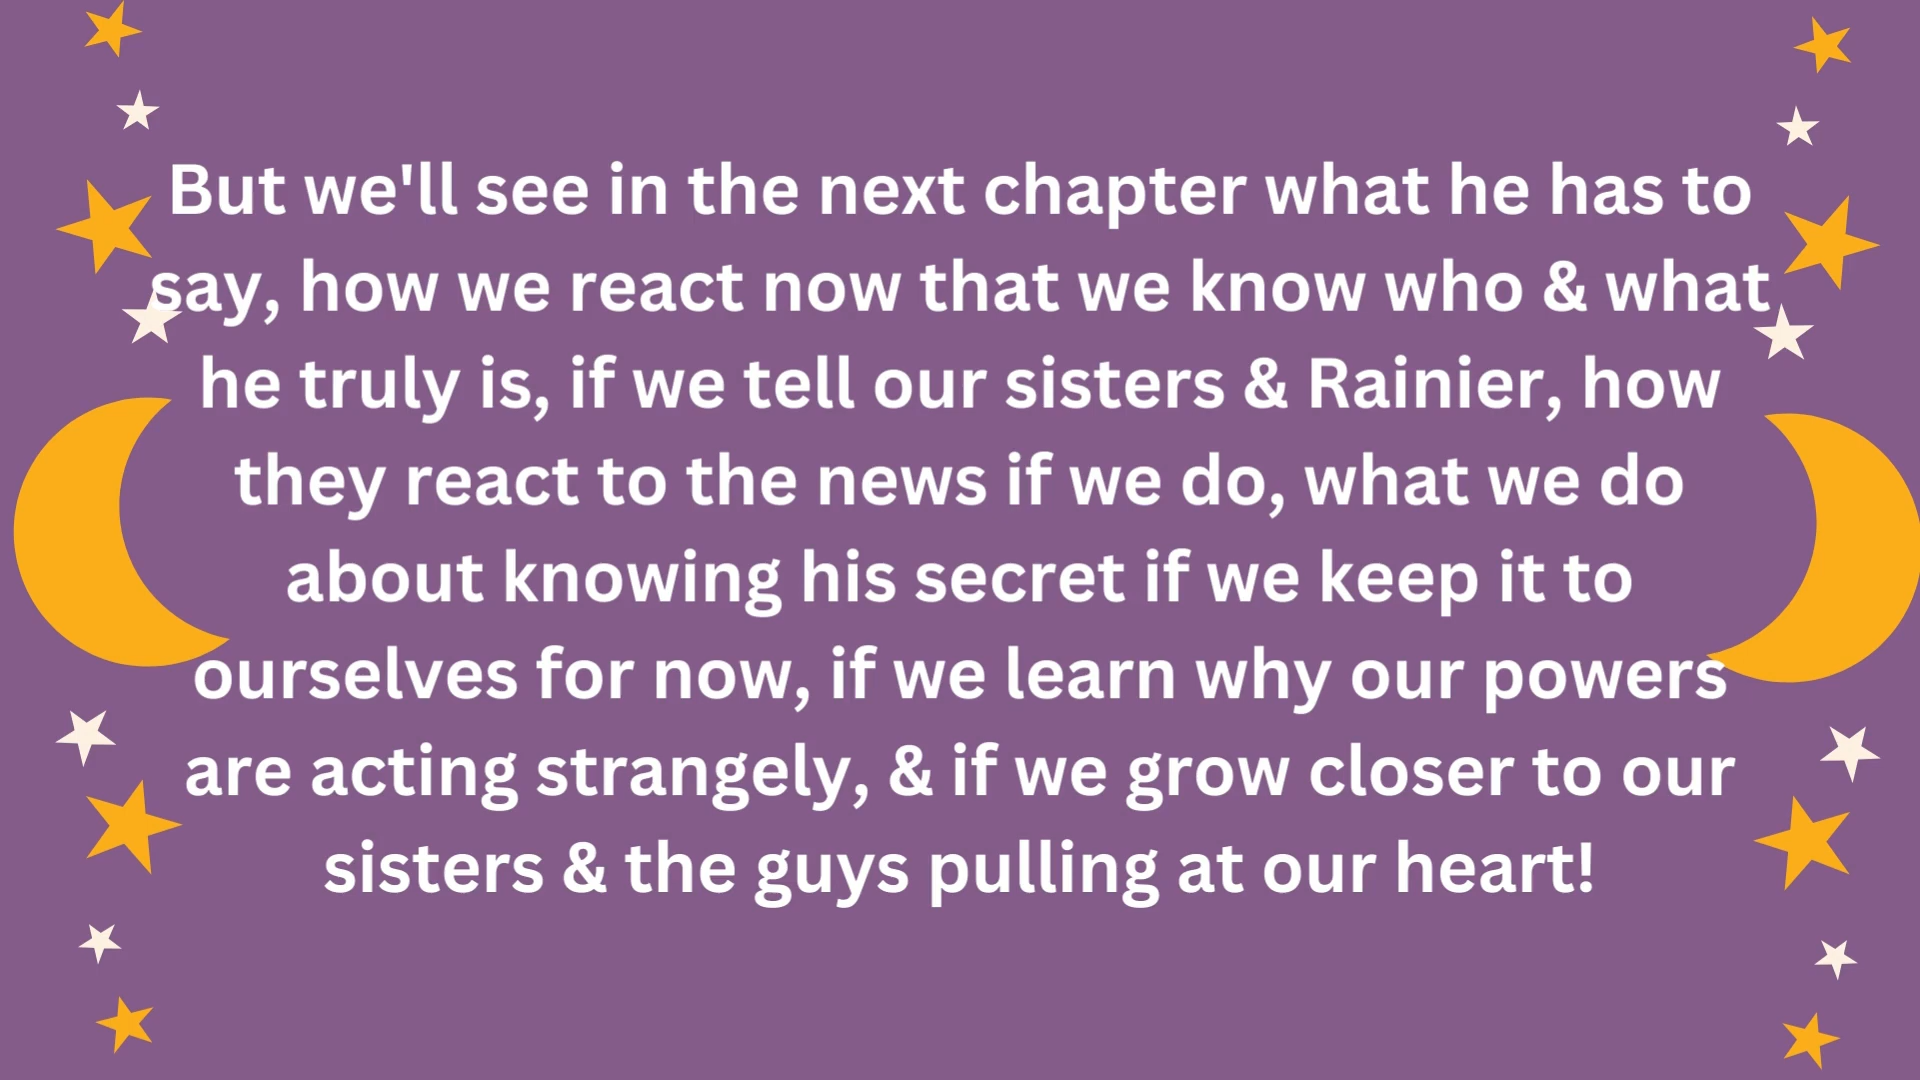 But we'll see in the next chapter what he has to
say, how we react now that we know who & what
he truly is, if we tell our sisters & Rainier, how
they react to the news if we do, what we do
about knowing his secret if we keep it to
ourselves for now, if we learn why our powers
are acting strangely, & if we grow closer to our
sisters & the guys pulling at our heart!